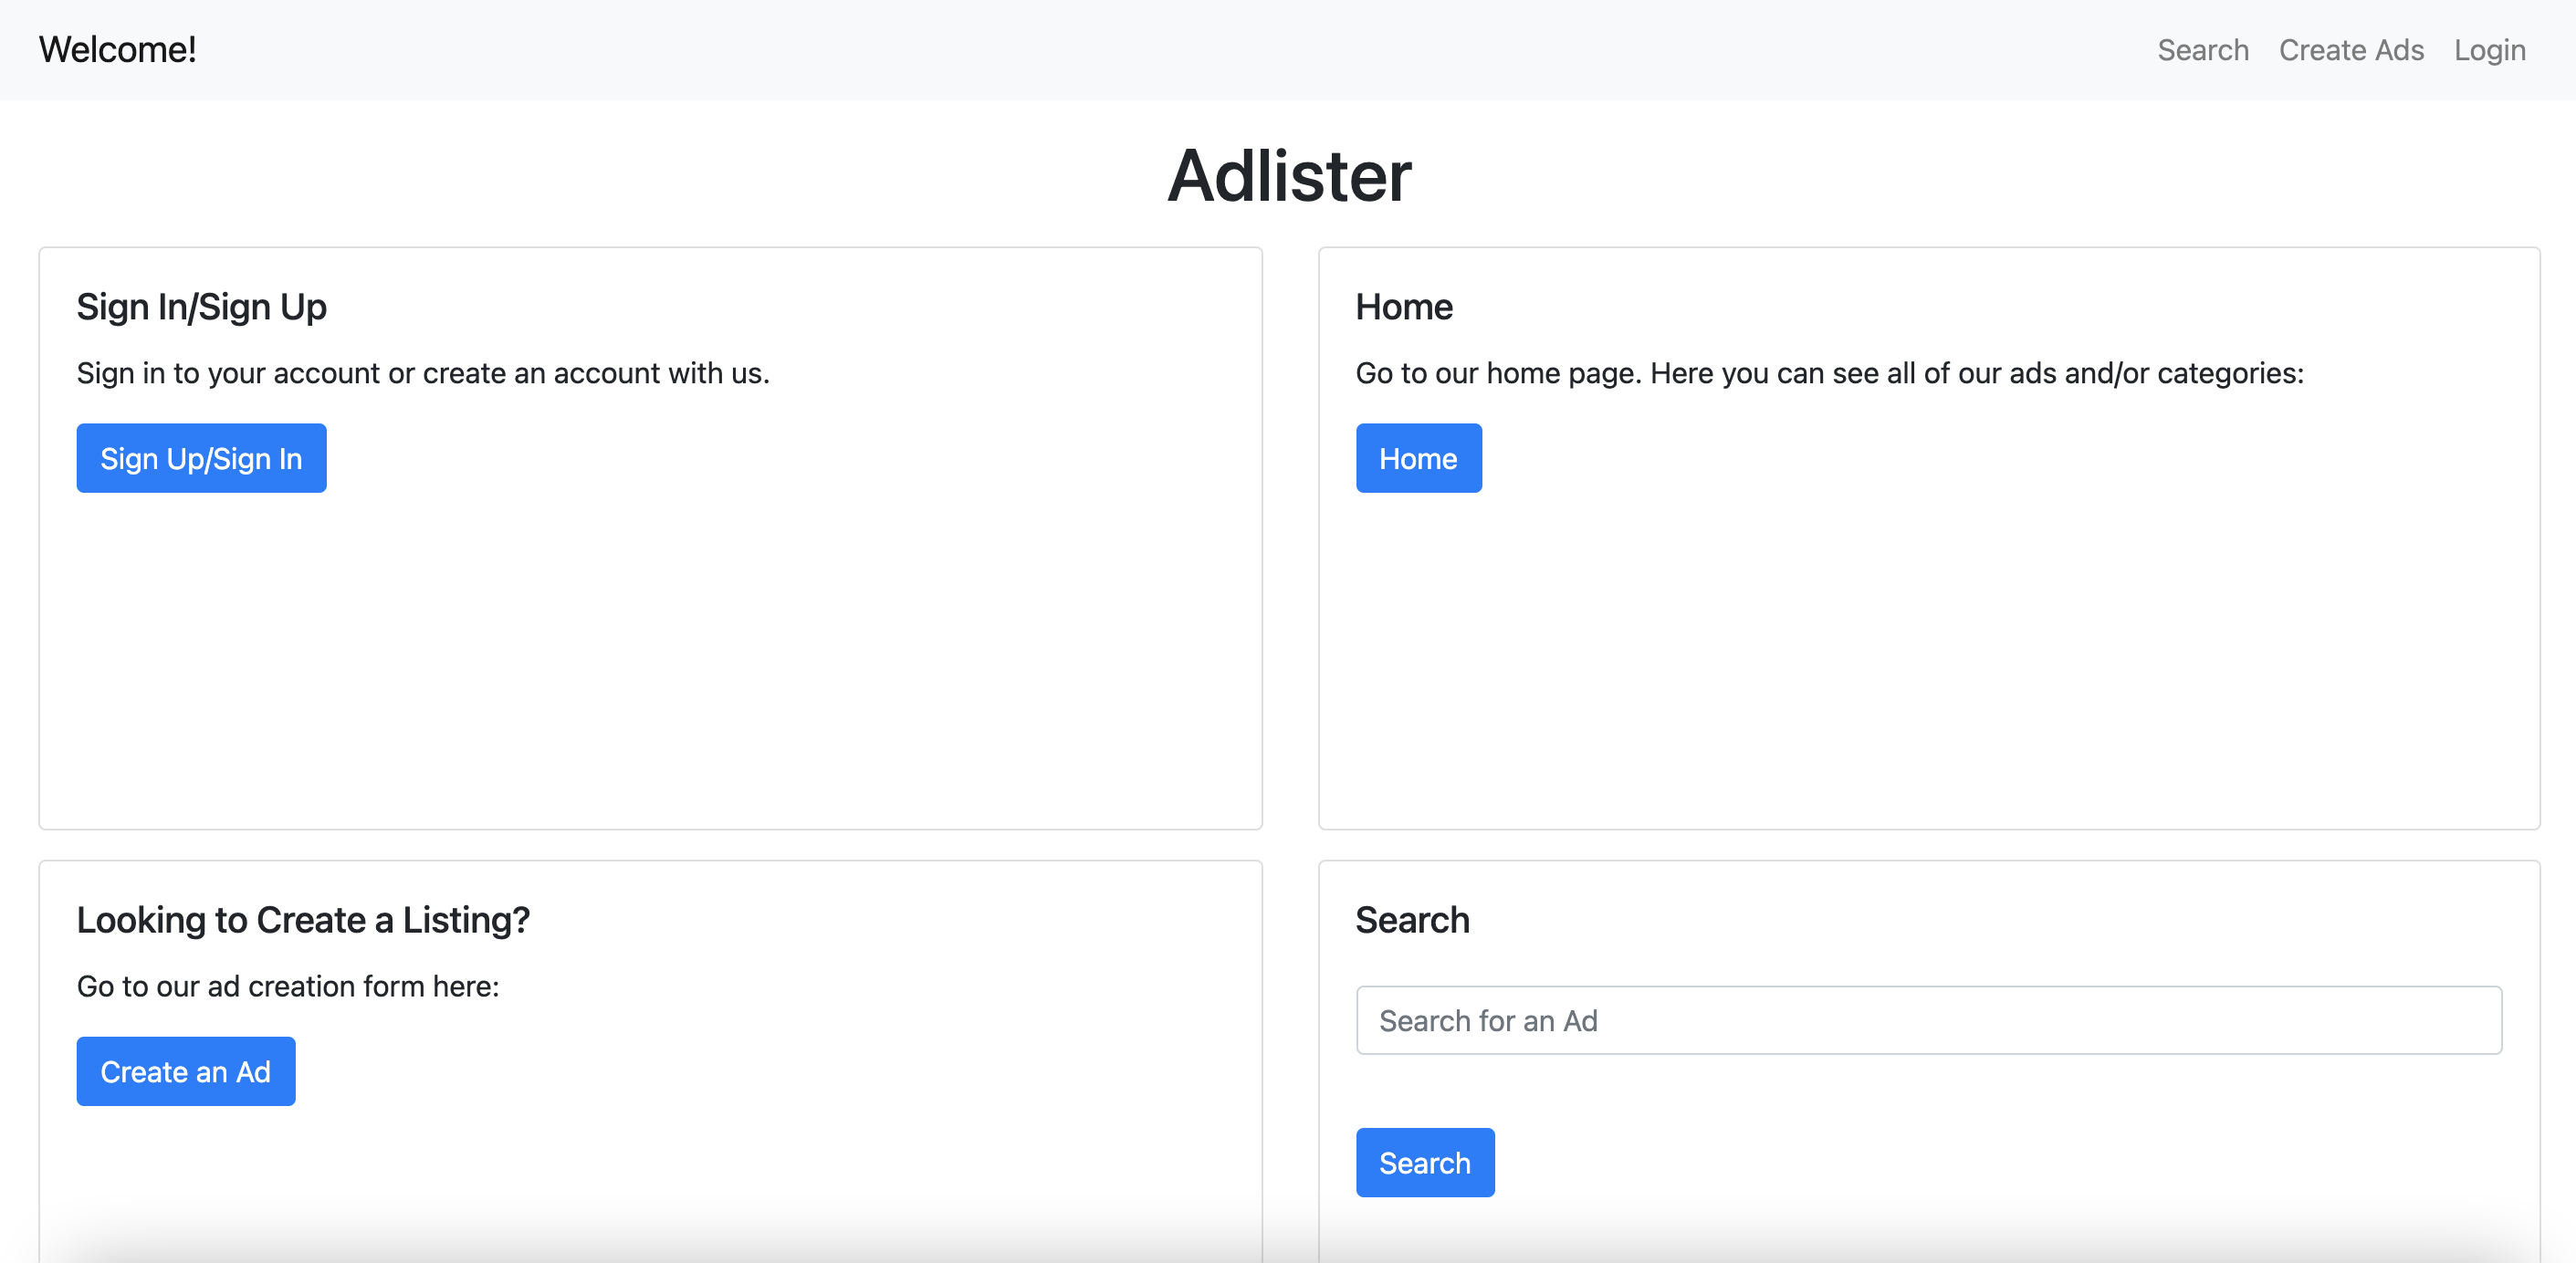 Welcome!
Search Create Ads Login
Adlister
Sign In/Sign Up
Sign in to your account or create an account with us.
Sign Up/Sign In
Home
Go to our home page. Here you can see all of our ads and/or categories:
Home
Looking to Create a Listing?
Go to our ad creation form here:
Create an Ad
Search
Search for an Ad
Search